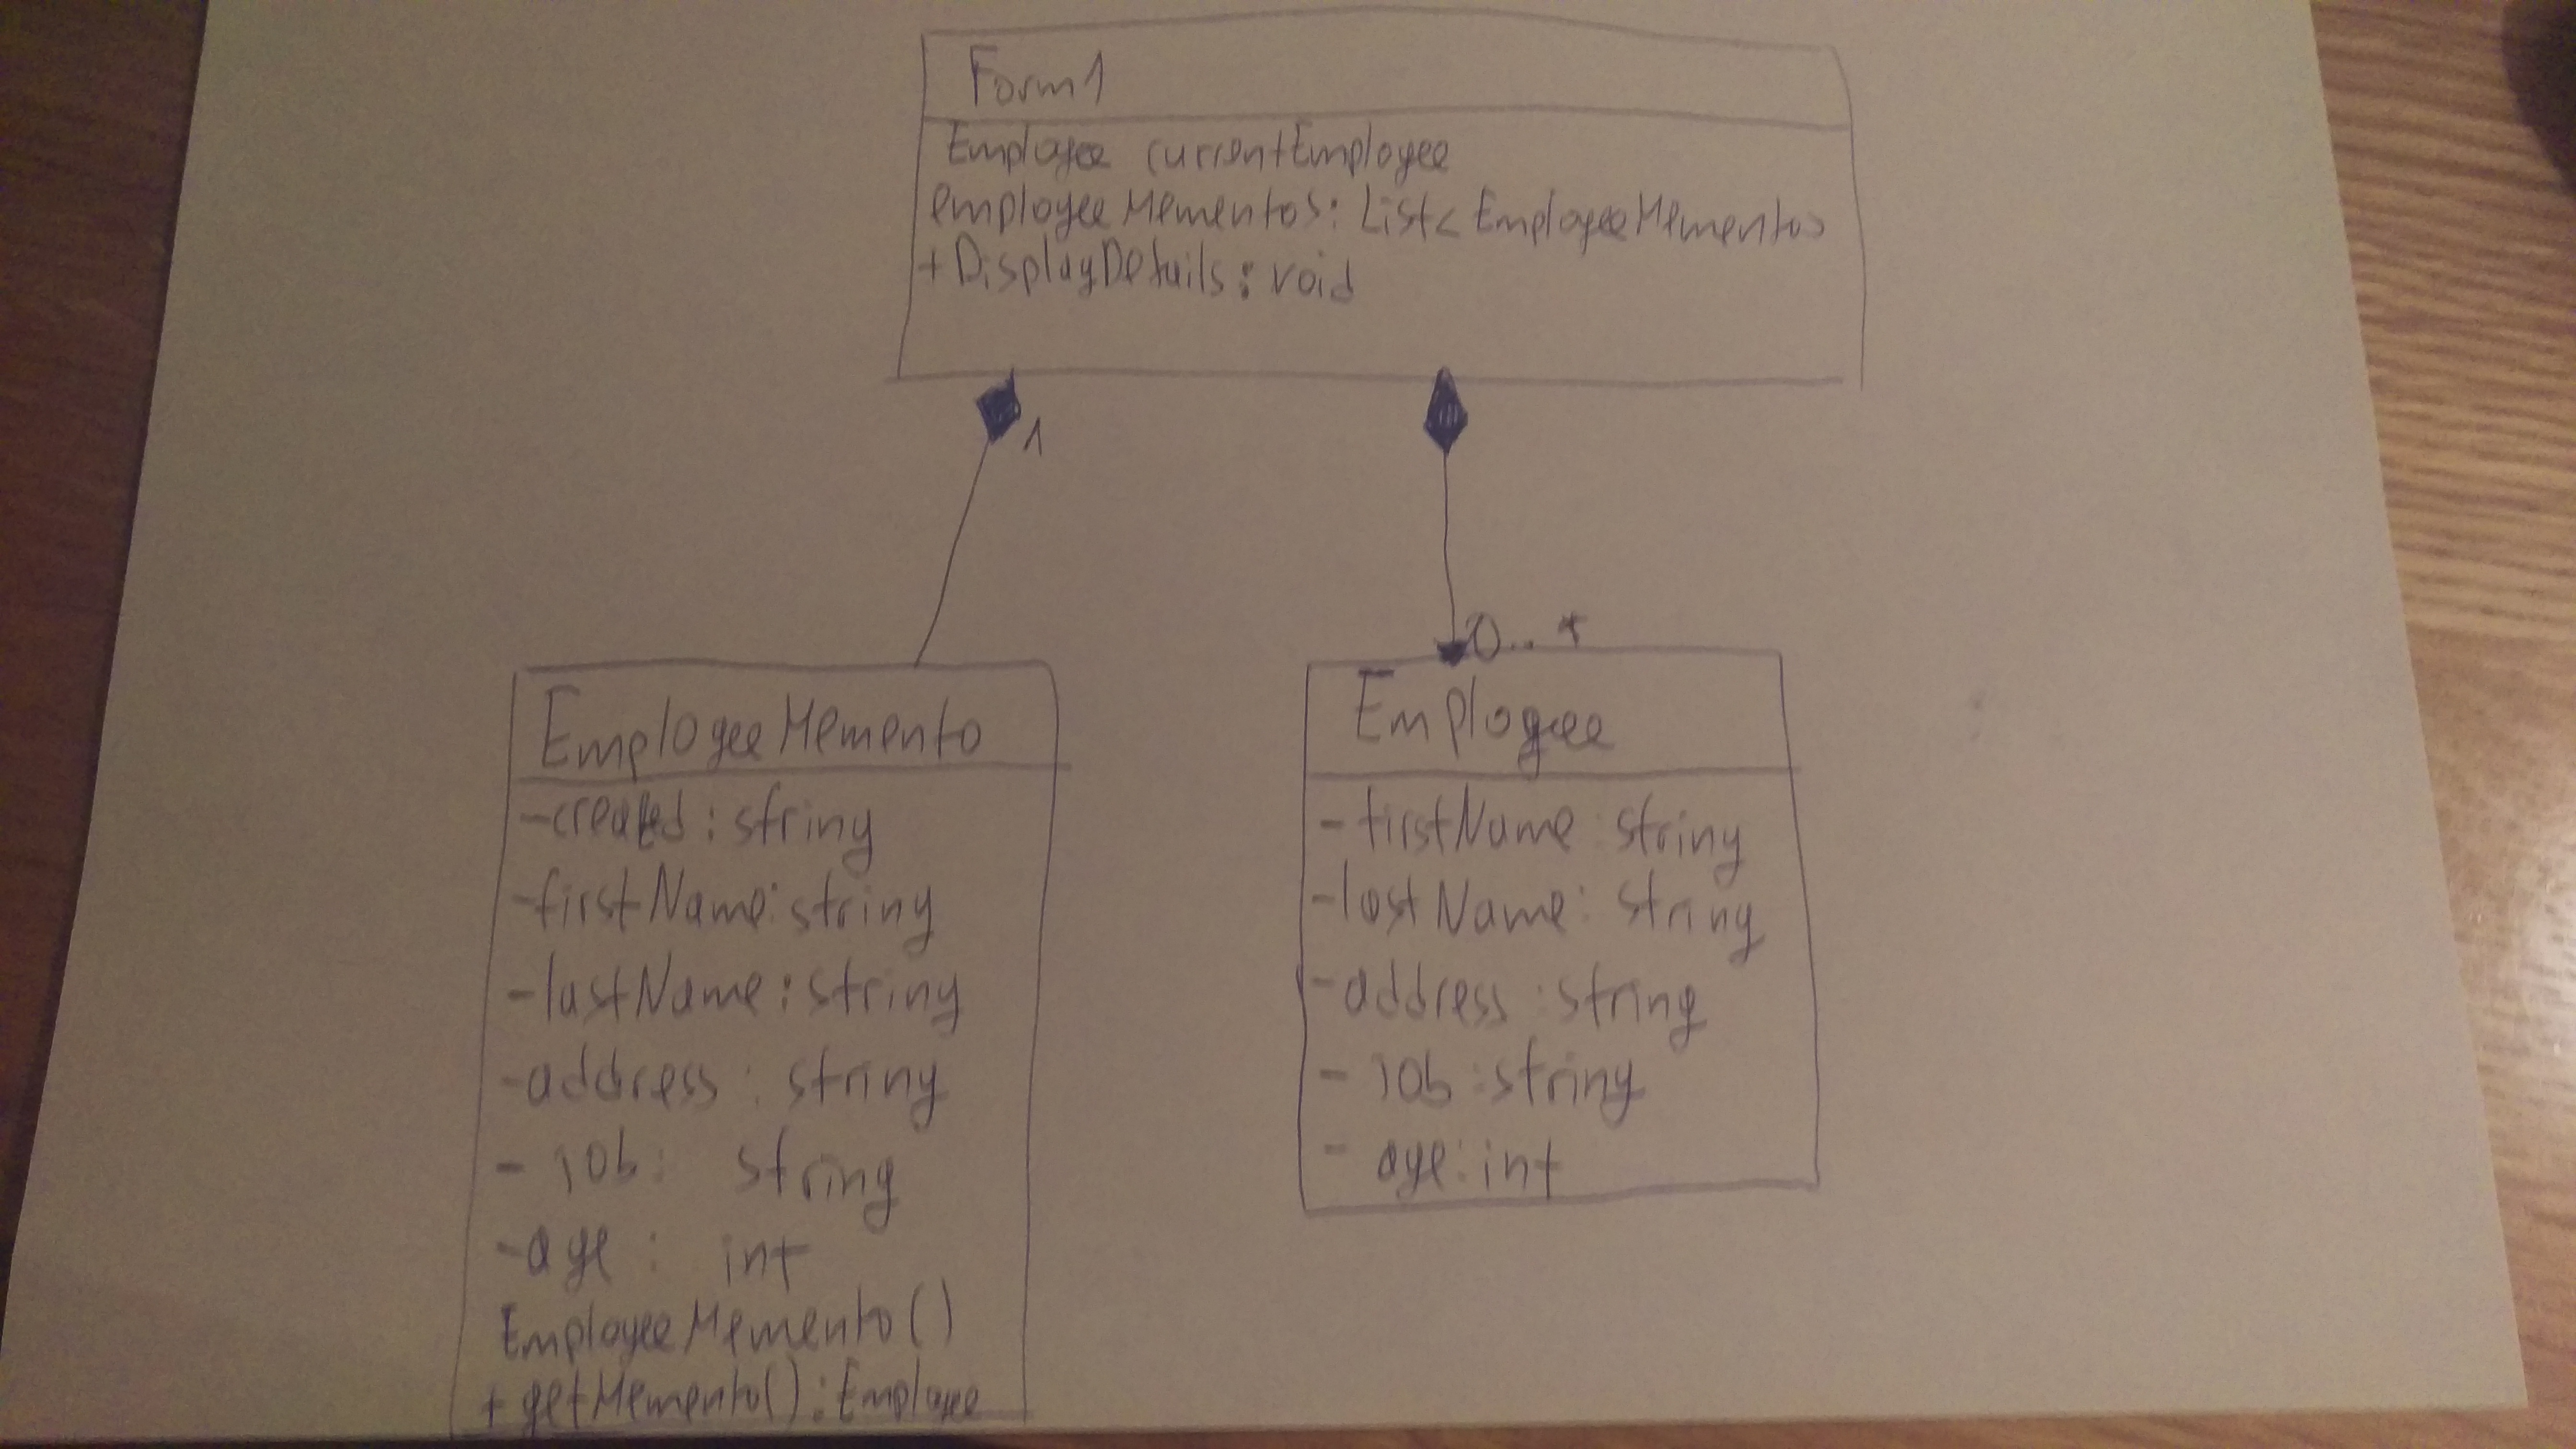 Form1
Employee currentEmployee
employeeMementos: List<EmployeeMemento>
+DisplayDetails: void
1
0..*
EmployeeMemento
-created: string
-firstName: string
-lastName: string
-address: string
- job: string
-age: int
EmployeeMemento()
+ getMemento(): Employee
Employee
-firstName: string
-lastName: string
-address: string
- job: string
- age: int